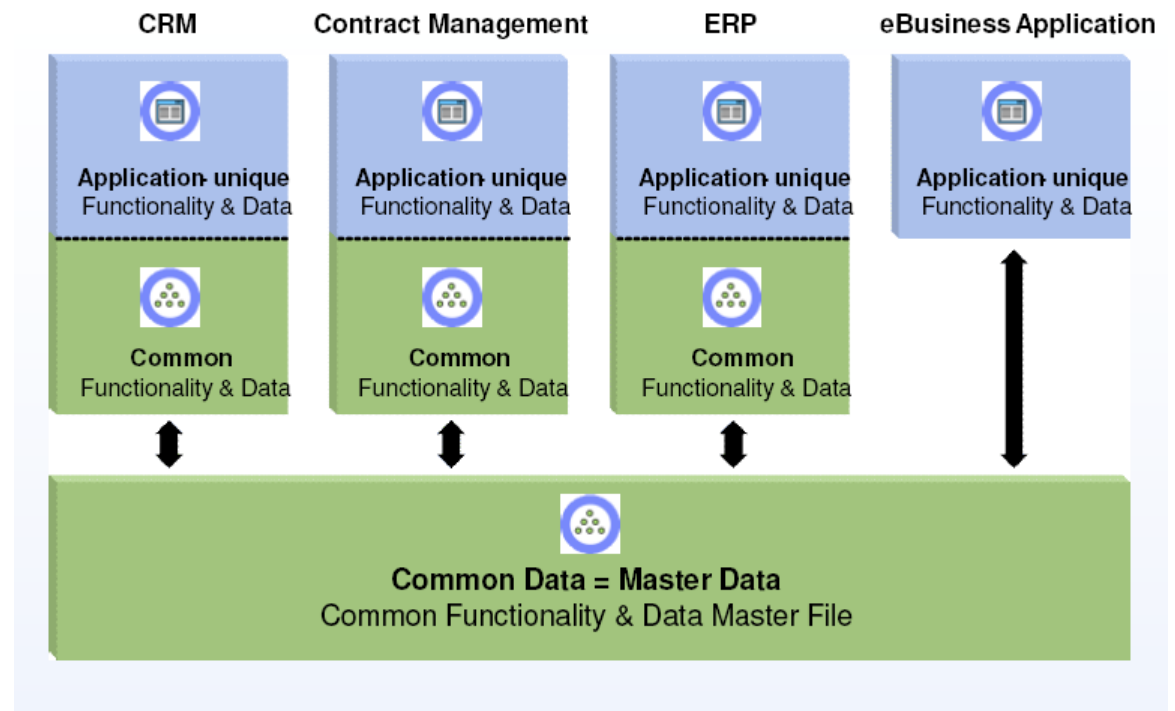 CRM
Contract Management
ERP
eBusiness Application
Application- unique
Functionality & Data
Application- unique
Functionality & Data
Application- unique
Functionality & Data
Application- unique
Functionality & Data
Common
Functionality & Data
Common
Functionality & Data
Common
Functionality & Data
Common Data = Master Data
Common Functionality & Data Master File